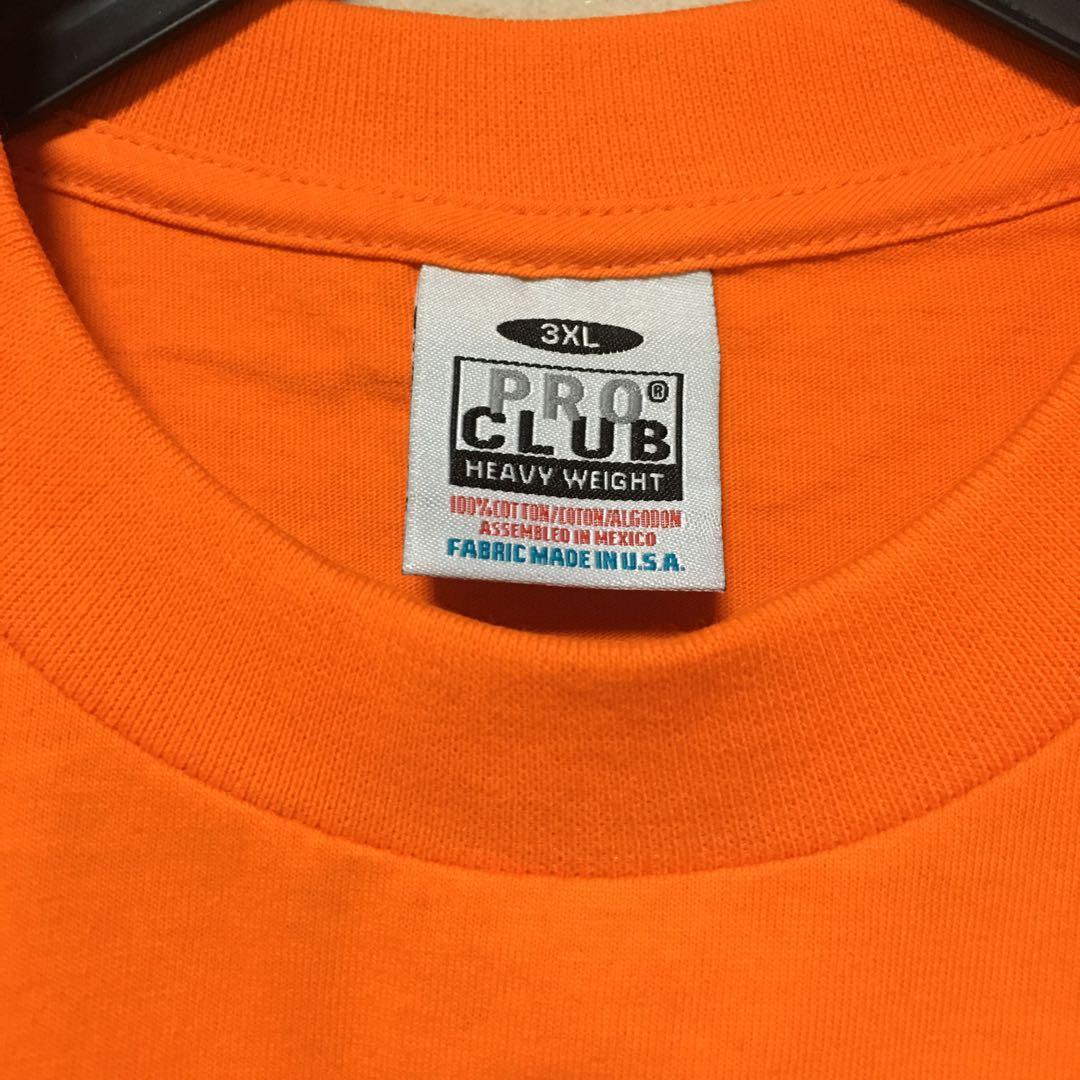 3XL
PRO®
CLUB
HEAVY WEIGHT
100%COTTON/COTON/ALGODON
ASSEMBLED IN MEXICO
FABRIC MADE IN U.S.A.